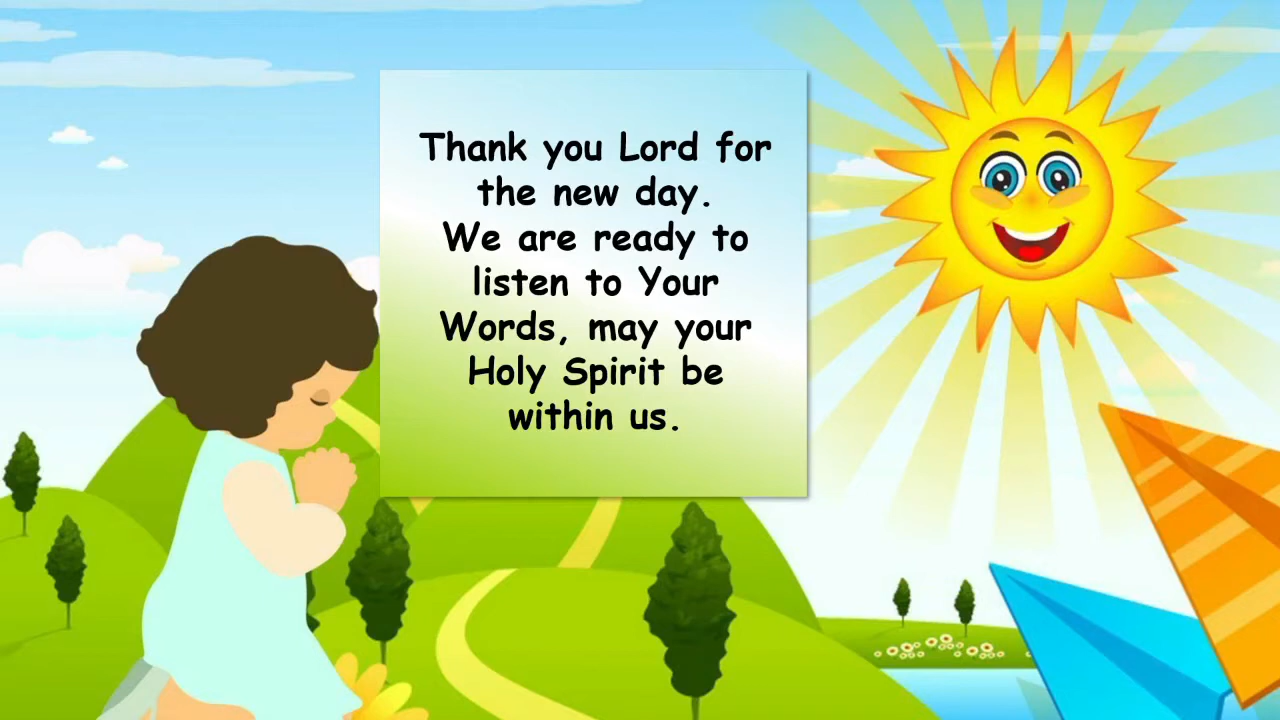 Thank you Lord for
the new day.
We are ready to
listen to Your
Words, may your
Holy Spirit be
within us.